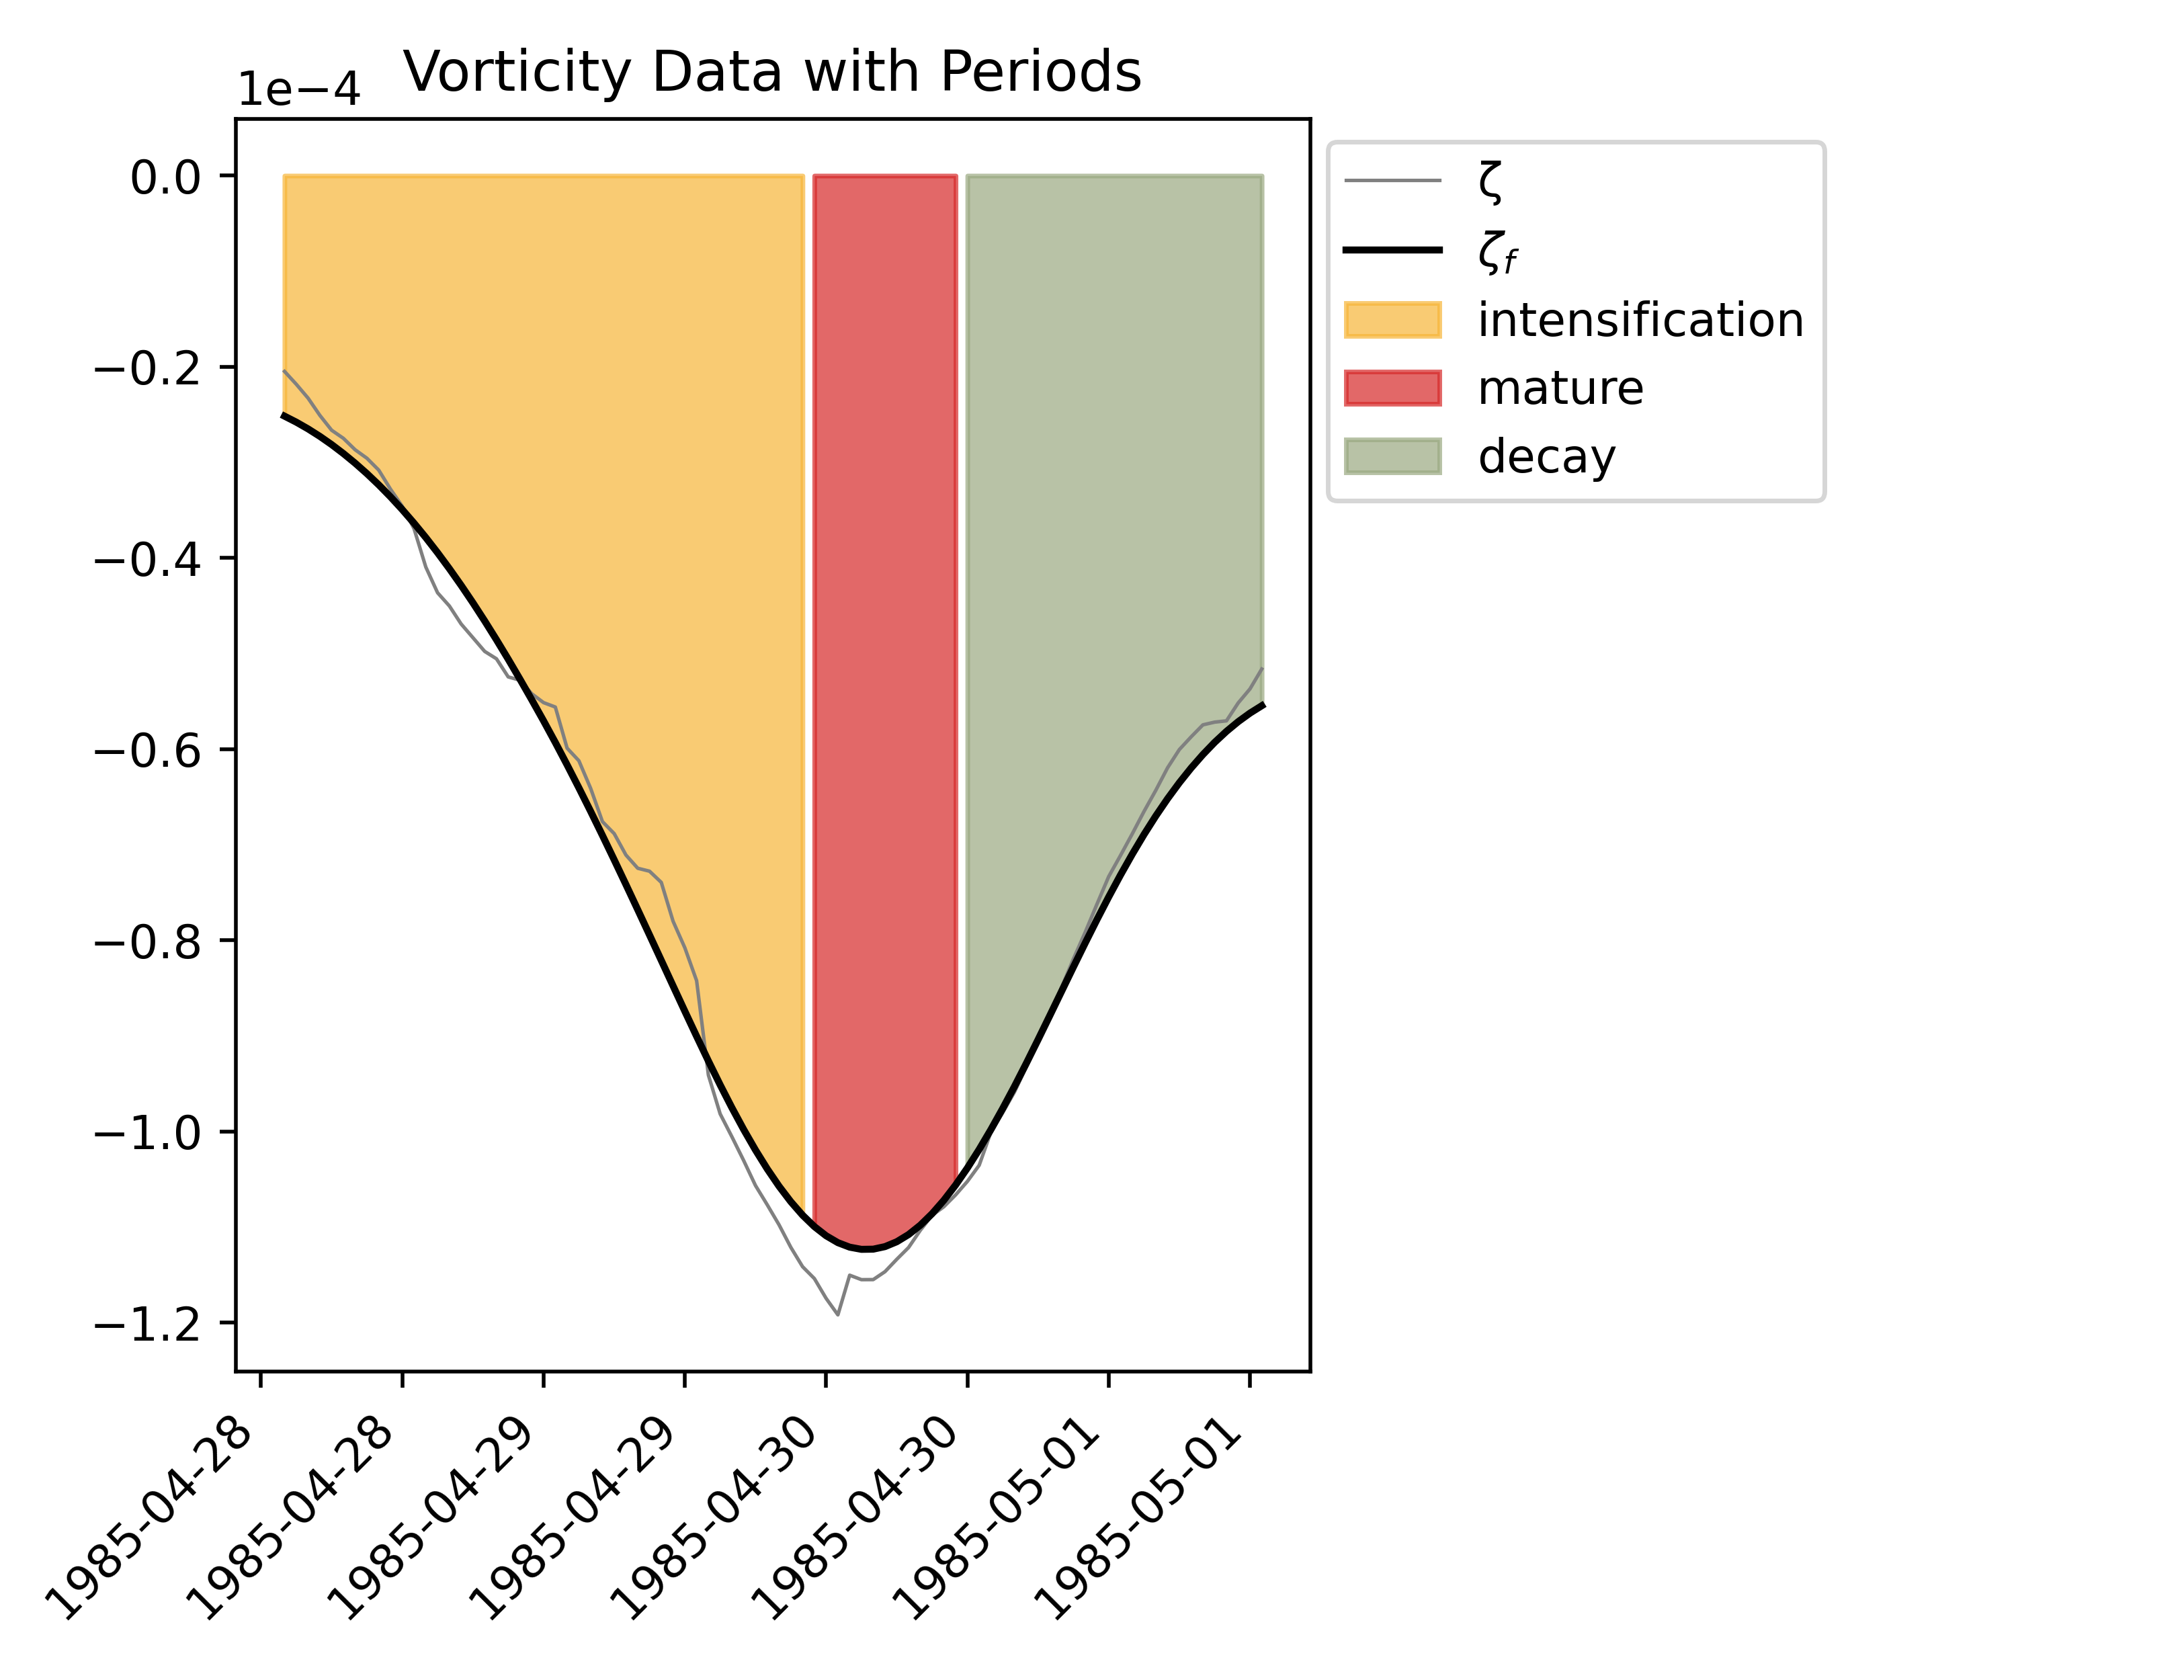 Vorticity Data with Periods
1e−4
0.0
−0.2
−0.4
−0.6
−0.8
−1.0
−1.2
1985-04-28
1985-04-28
1985-04-29
1985-04-29
1985-04-30
1985-04-30
1985-05-01
1985-05-01
ζ
ζf
intensification
mature
decay